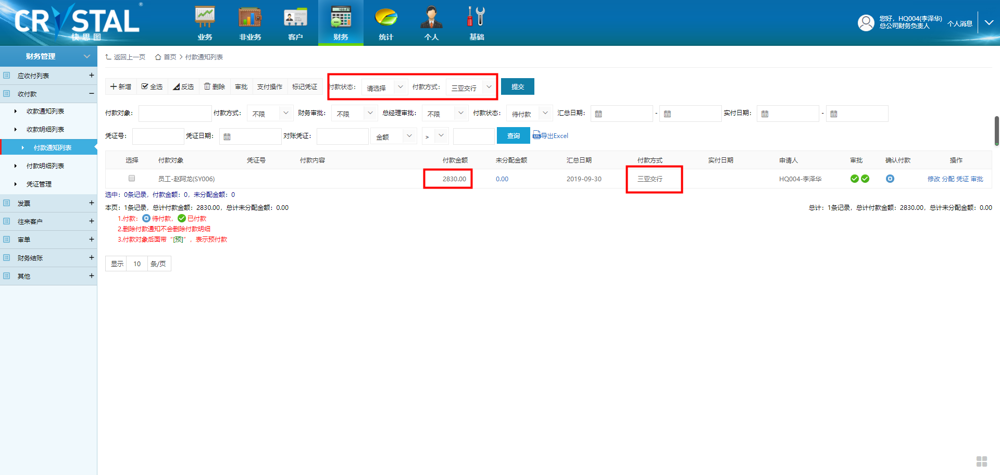 CRYSTAL®
快思图
业务 非业务 客户 财务 统计 个人 基础
您好，HQ004(李泽华)
总公司财务负责人
个人消息
财务管理
应收付列表 +
收付款 −
收款通知列表
收款明细列表
付款通知列表
付款明细列表
凭证管理
发票 +
往来客户 +
审单 +
财务结账 +
其他 +
返回上一页 首页 > 付款通知列表
新增 全选 反选 删除 审批 支付操作 标记凭证 付款状态： 请选择 付款方式： 三亚交行 提交
付款对象： 付款方式： 不限 财务审批： 不限 总经理审批： 不限 付款状态： 待付款 汇总日期： - 实付日期： -
凭证号： 凭证日期： 对账凭证： 金额 > 查询 导出Excel
选择 付款对象 凭证号 付款内容 付款金额 未分配金额 汇总日期 付款方式 实付日期 申请人 审批 确认付款 操作
员工-赵阿龙(SY006) 2830.00 0.00 2019-09-30 三亚交行 HQ004-李泽华 修改 分配 凭证 审批
选中：0条记录，付款金额：0，未分配金额：0
本页：1条记录，总计付款金额：2830.00，总计未分配金额：0.00 总计：1条记录，总计付款金额：2830.00，总计未分配金额：0.00
1.付款：待付款，已付款
2.删除付款通知不会删除付款明细
3.付款对象后面带“[预]”，表示预付款
显示 10 条/页